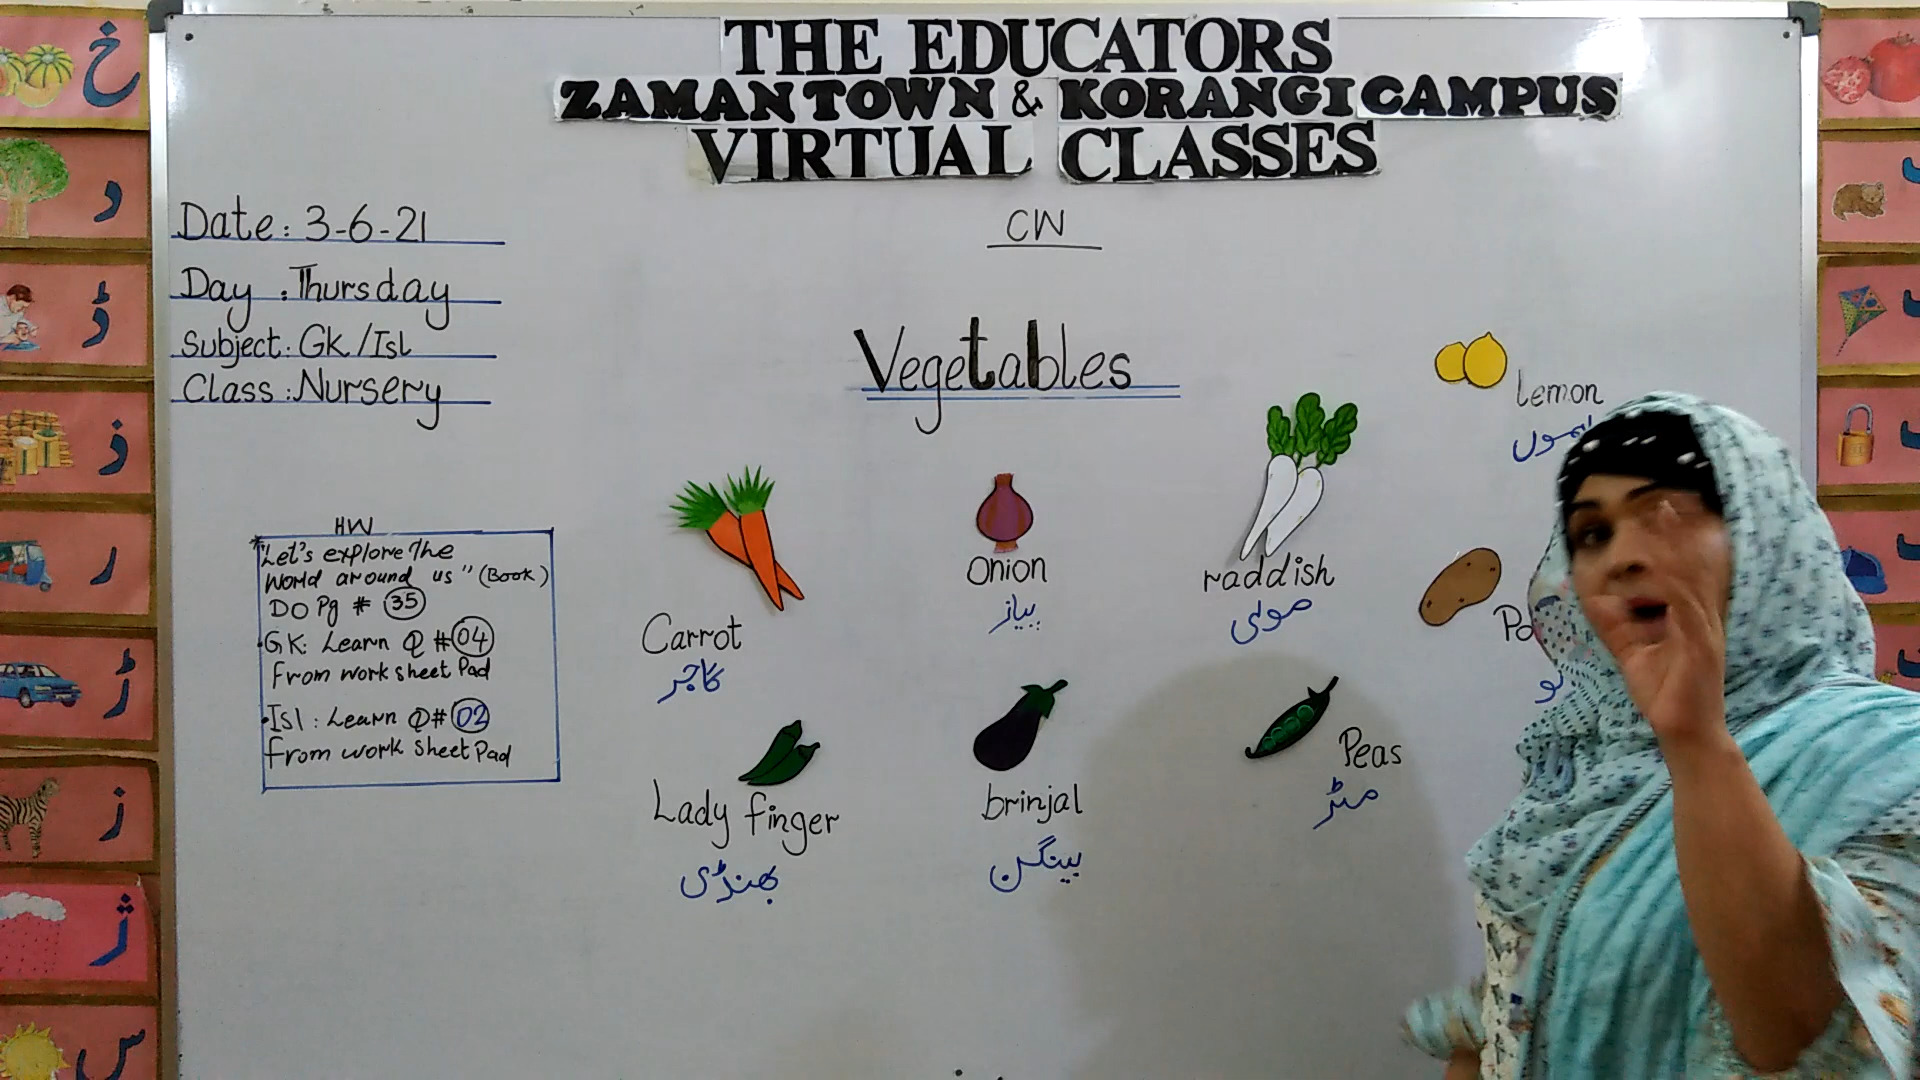 THE EDUCATORS
ZAMAN TOWN & KORANGI CAMPUS
VIRTUAL CLASSES
Date: 3-6-21
Day : Thursday
Subject: Gk/Isl
Class : Nursery
CW
Vegetables
HW
*"Let's explore the
World around us" (Book)
DO Pg # 35
GK: Learn Q #04
From work sheet Pad
Isl : Learn Q# 02
from work sheet Pad
Carrot
گاجر
Onion
پیاز
raddish
مولی
lemon
Lady finger
بھنڈی
brinjal
بینگن
Peas
مٹر
خ
د
ڈ
ذ
ر
ڑ
ز
ژ
س